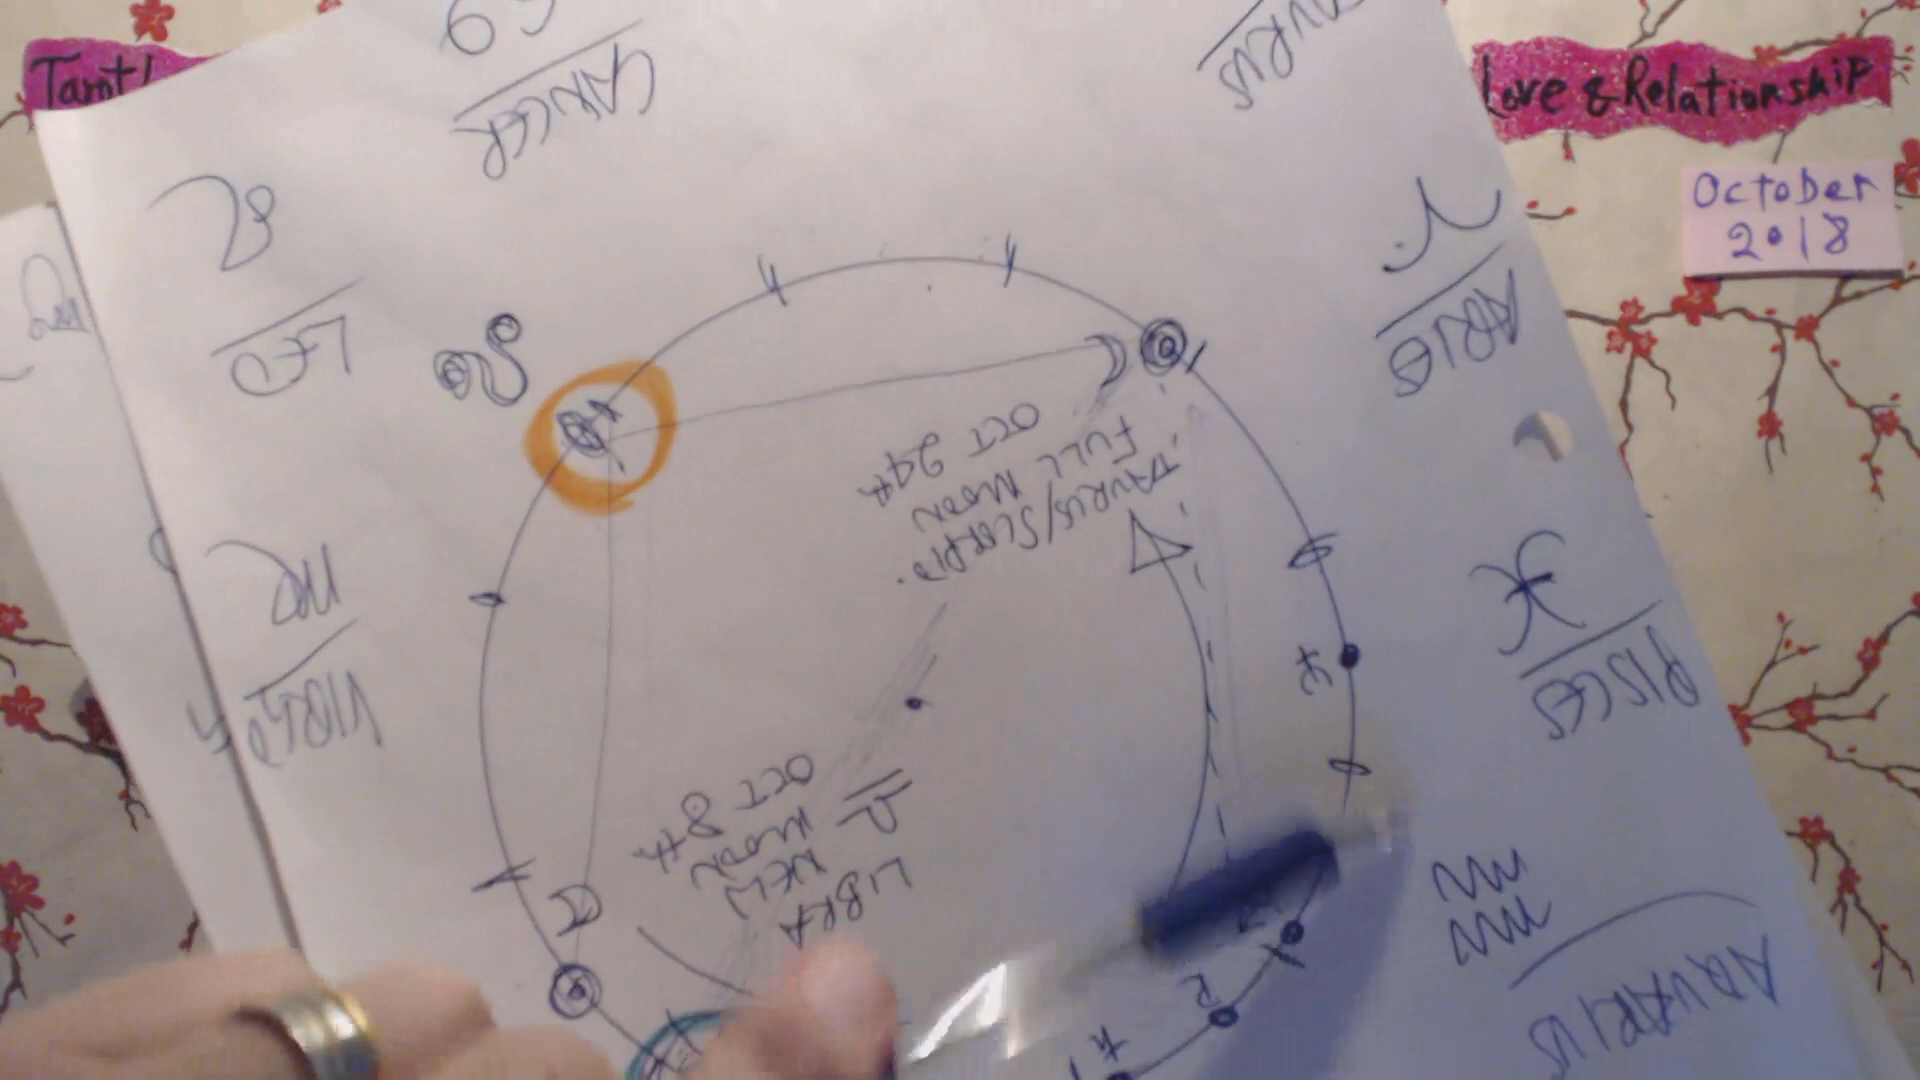 Tarot!
Love & Relationship
October
2018
69
CANCER
TAURUS
LEO
ARIES
VIRGO
PISCES
AQUARIUS
TAURUS/SCORPIO
FULL MOON
OCT 24th
LIBRA
NEW
MOON
OCT 8th
R